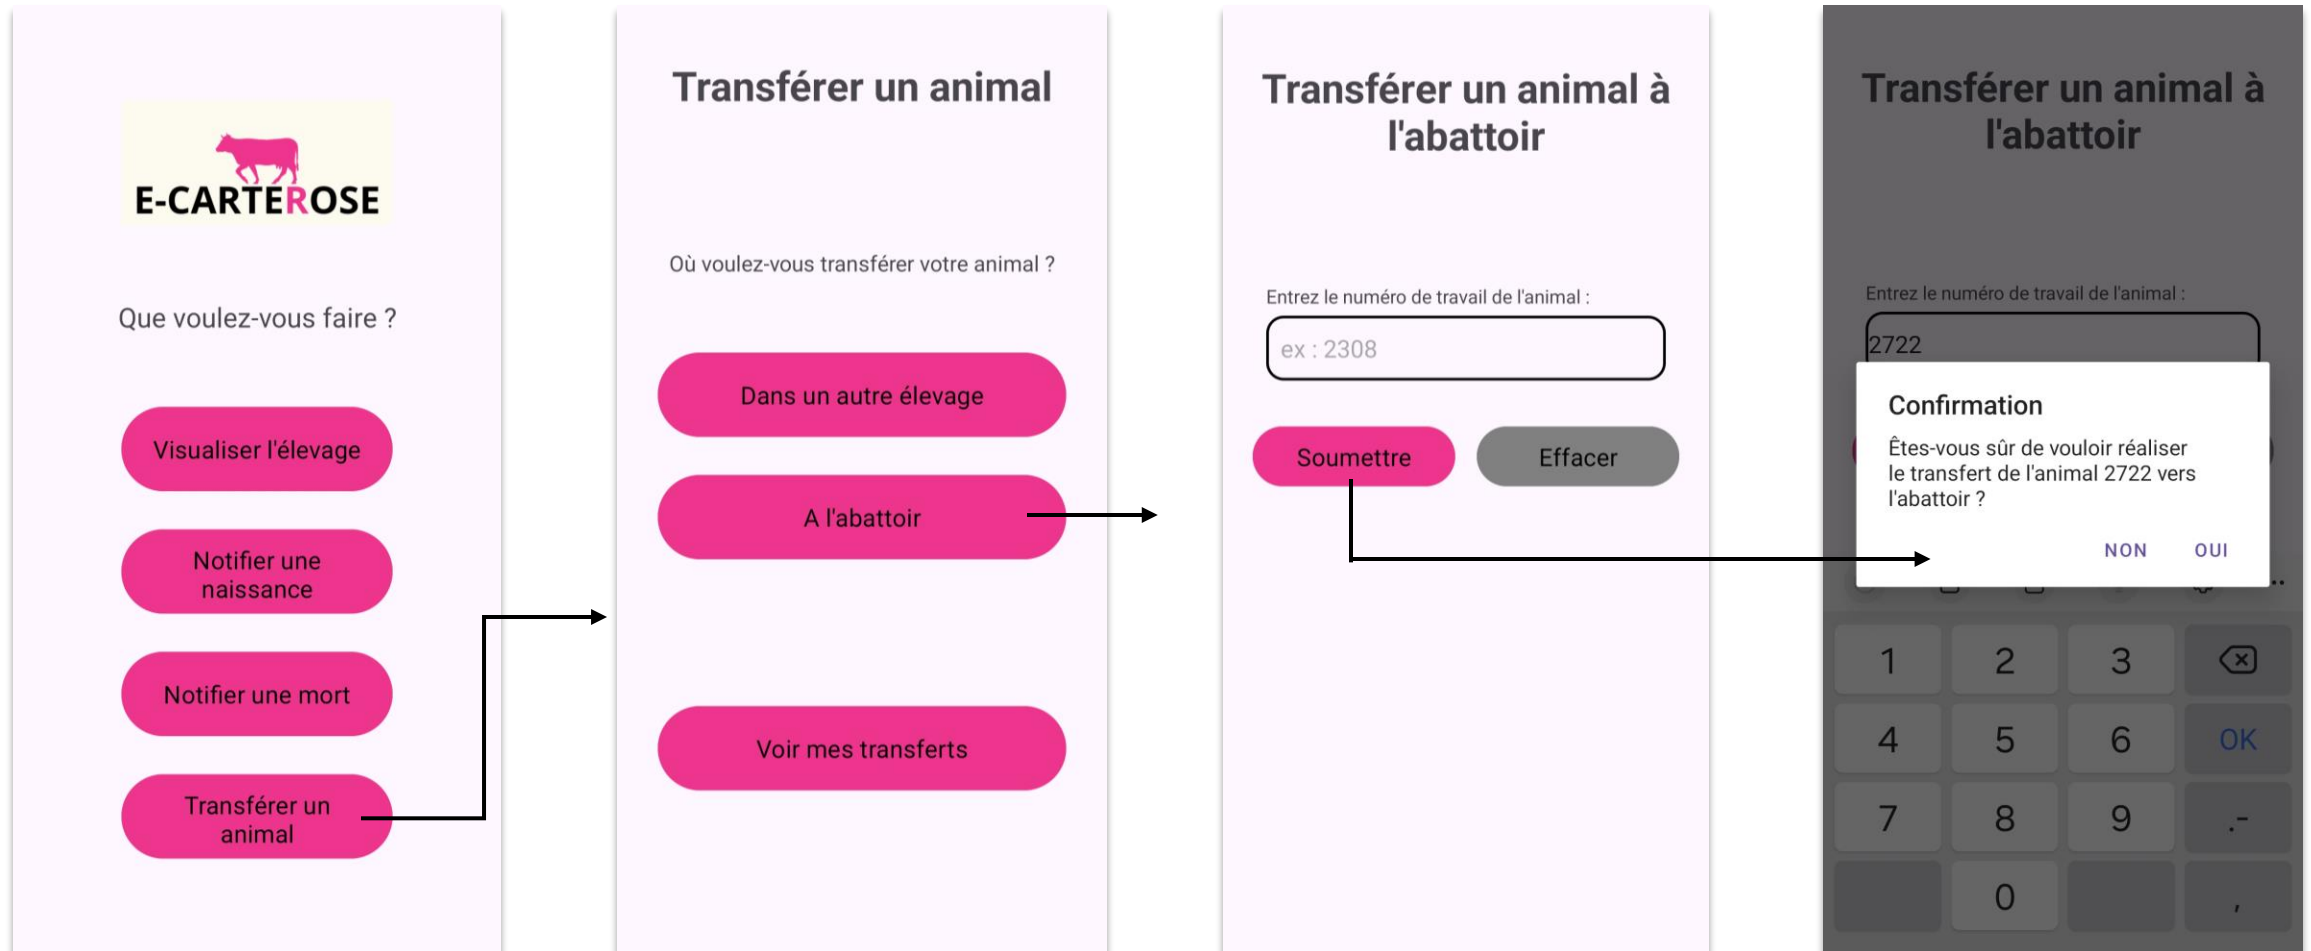 E-CARTEROSE
Que voulez-vous faire ?
Visualiser l'élevage
Notifier une
naissance
Notifier une mort
Transférer un
animal
Transférer un animal
Où voulez-vous transférer votre animal ?
Dans un autre élevage
A l'abattoir
Voir mes transferts
Transférer un animal à
l'abattoir
Entrez le numéro de travail de l'animal :
ex : 2308
Soumettre Effacer
Transférer un animal à
l'abattoir
Entrez le numéro de travail de l'animal :
2722
Confirmation
Êtes-vous sûr de vouloir réaliser
le transfert de l'animal 2722 vers
l'abattoir ?
NON OUI
1 2 3
4 5 6 OK
7 8 9 .-
0 ,